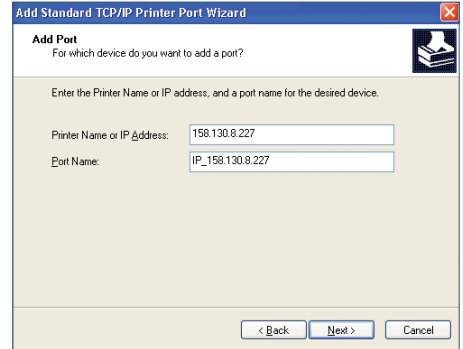 Add Standard TCP/IP Printer Port Wizard
Add Port
For which device do you want to add a port?
Enter the Printer Name or IP address, and a port name for the desired device.
Printer Name or IP Address: 158.130.8.227
Port Name: IP_158.130.8.227
< Back Next > Cancel